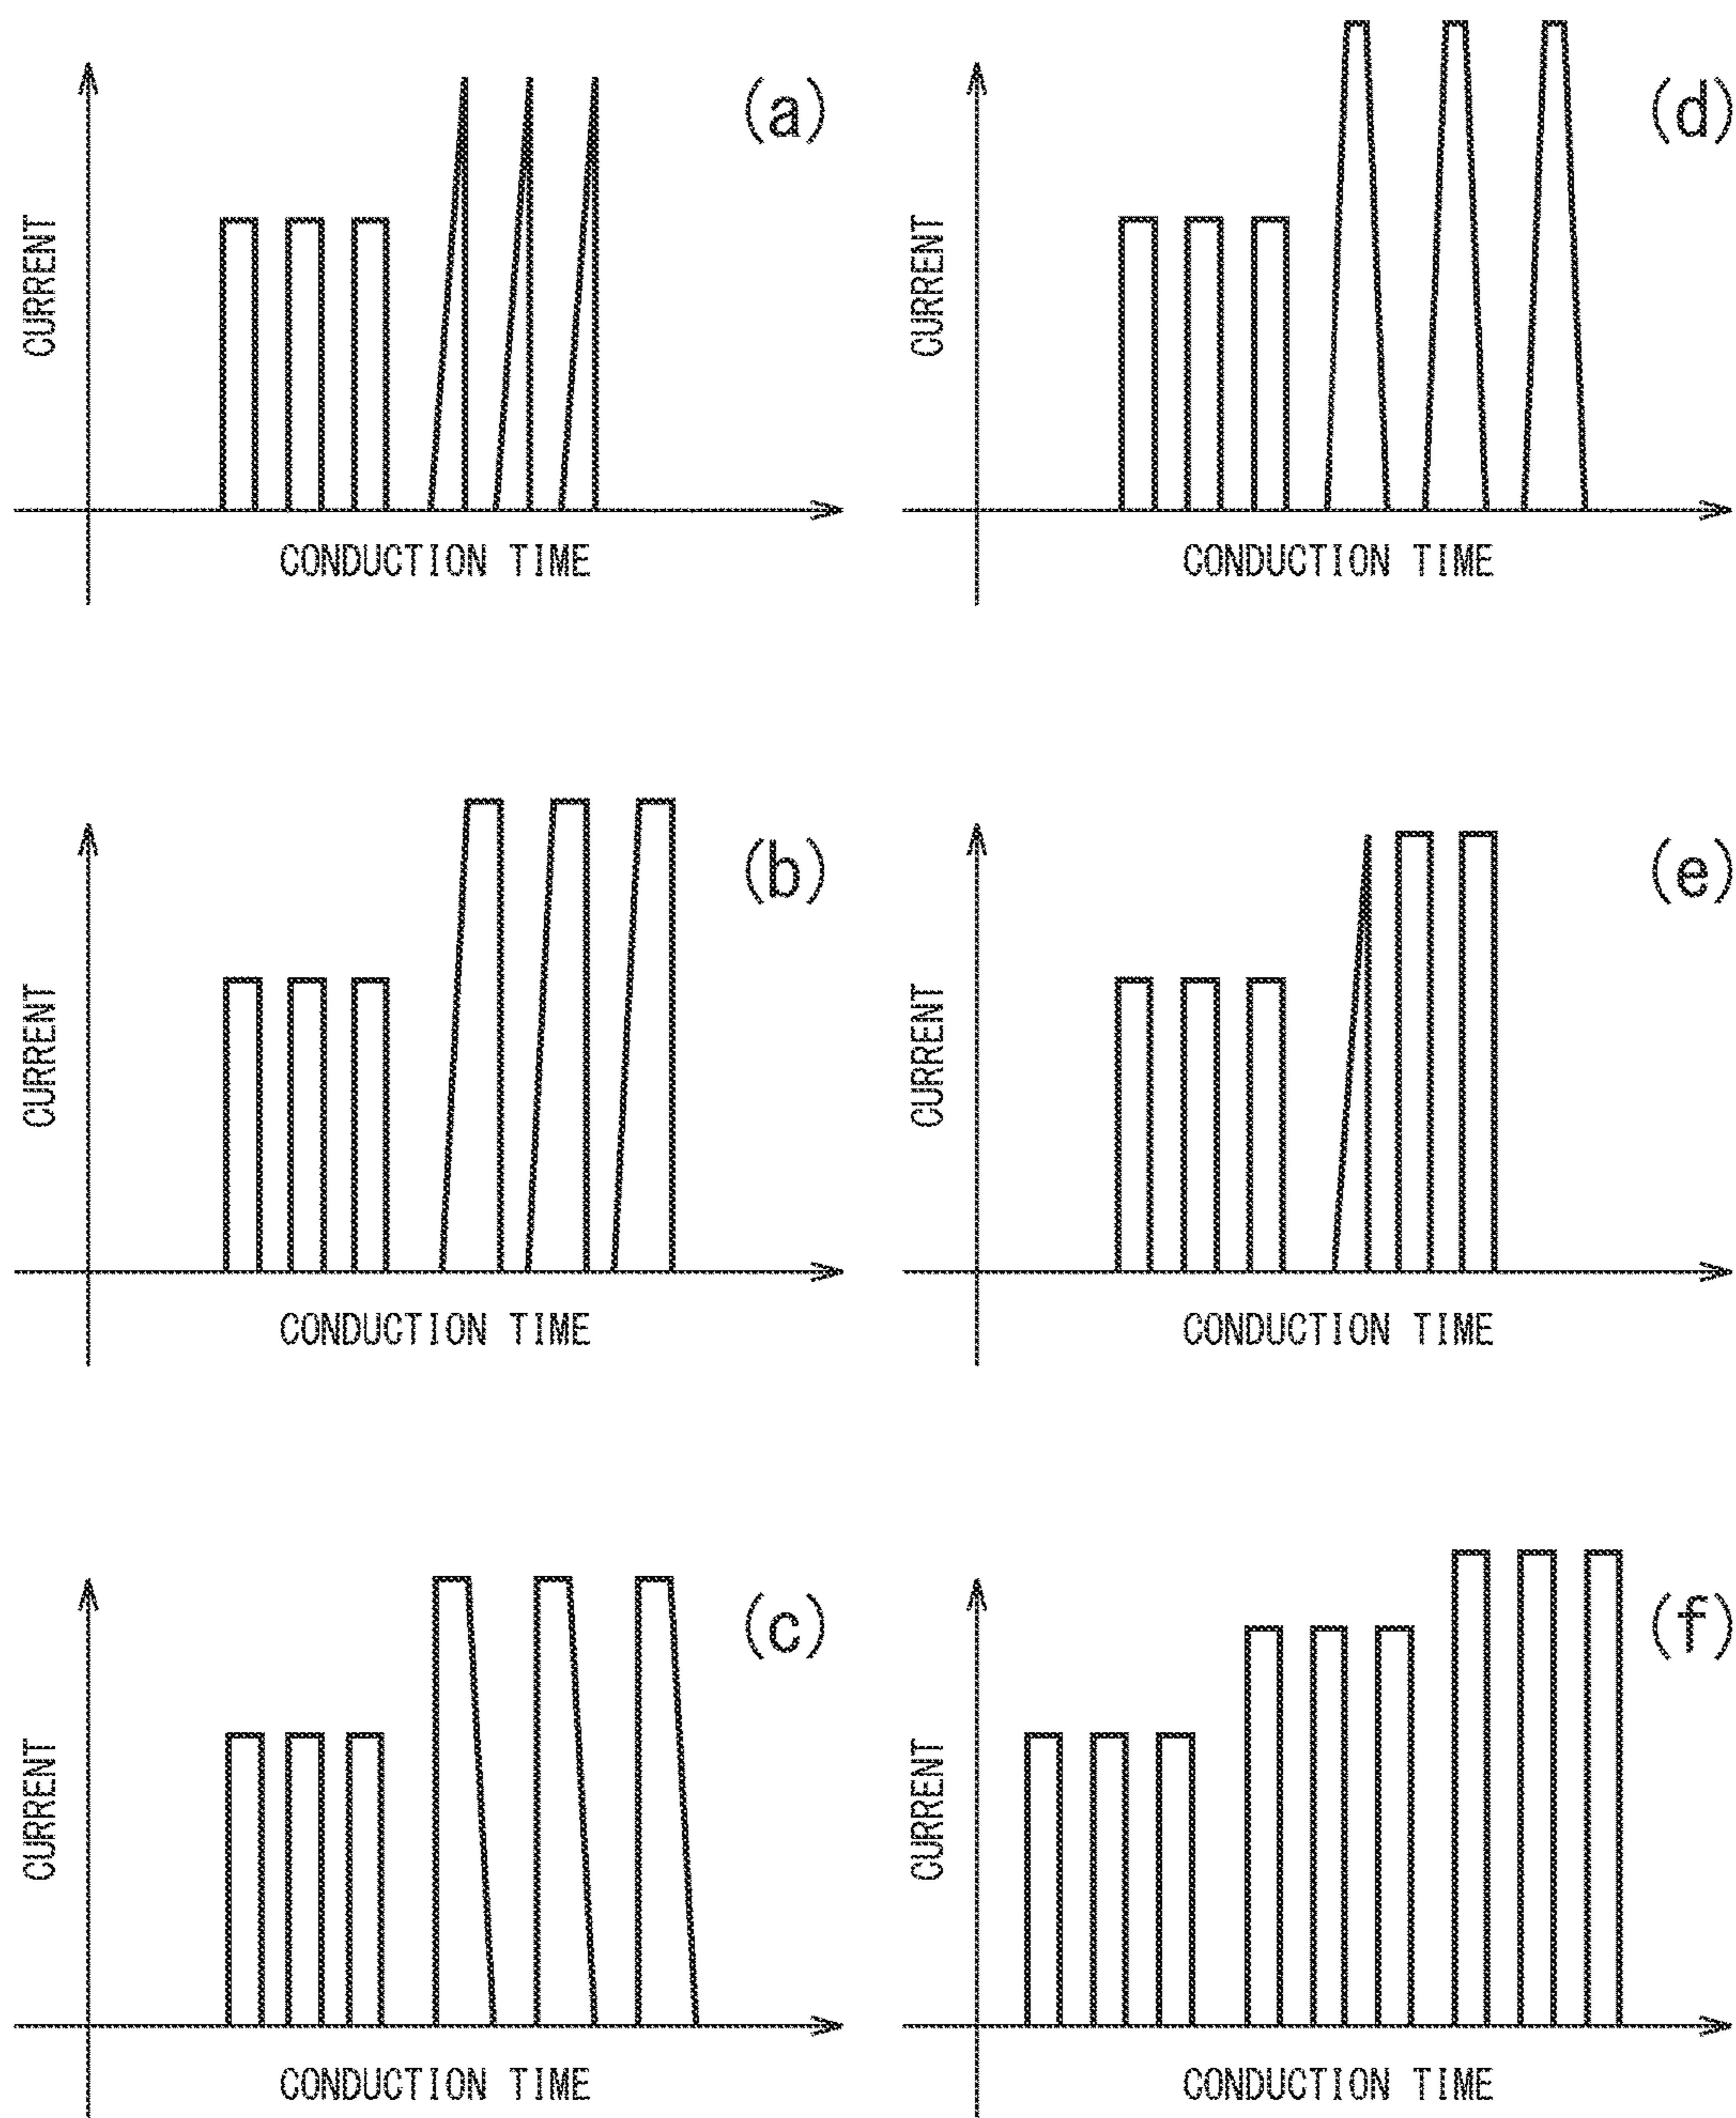 (a)
CURRENT
CONDUCTION TIME
(d)
CURRENT
CONDUCTION TIME
(b)
CURRENT
CONDUCTION TIME
(e)
CURRENT
CONDUCTION TIME
(c)
CURRENT
CONDUCTION TIME
(f)
CURRENT
CONDUCTION TIME